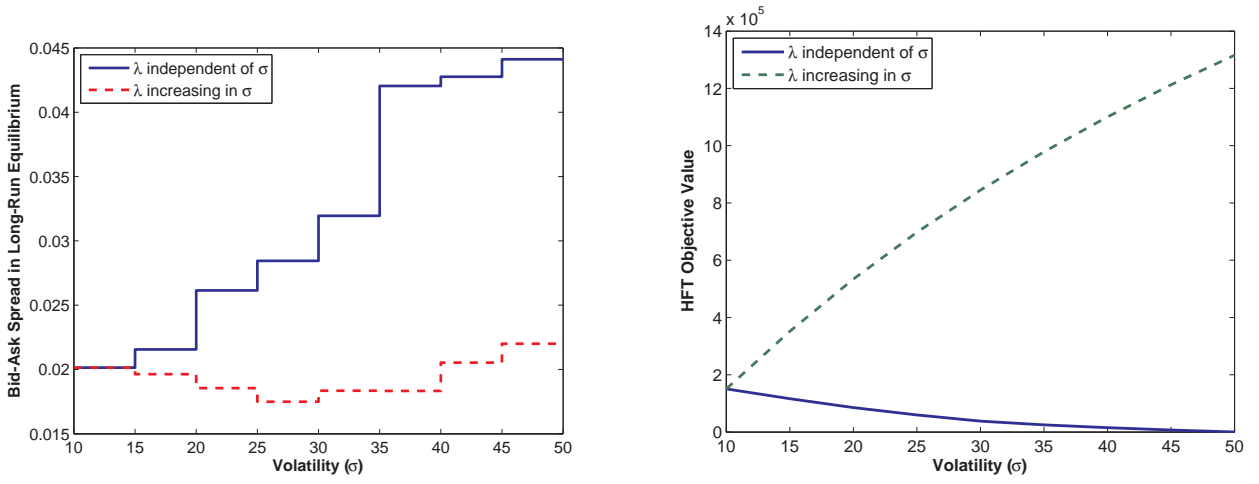 Bid-Ask Spread in Long-Run Equilibrium
0.045
0.04
0.035
0.03
0.025
0.02
0.015
λ independent of σ
λ increasing in σ
10 15 20 25 30 35 40 45 50
Volatility (σ)
HFT Objective Value
x 10⁵
14
12
10
8
6
4
2
0
λ independent of σ
λ increasing in σ
10 15 20 25 30 35 40 45 50
Volatility (σ)